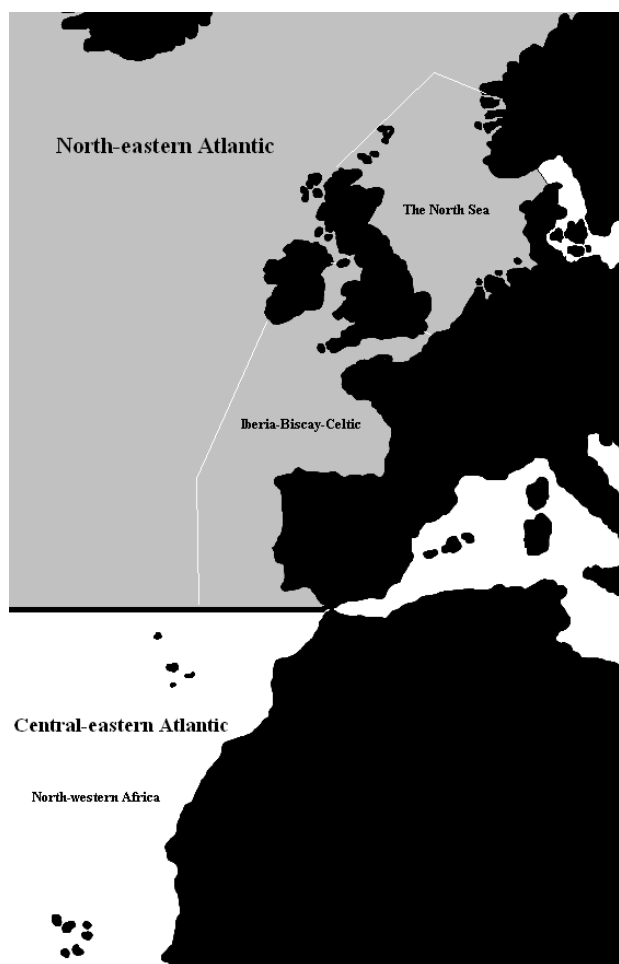 North-eastern Atlantic
The North Sea
Iberia-Biscay-Celtic
Central-eastern Atlantic
North-western Africa